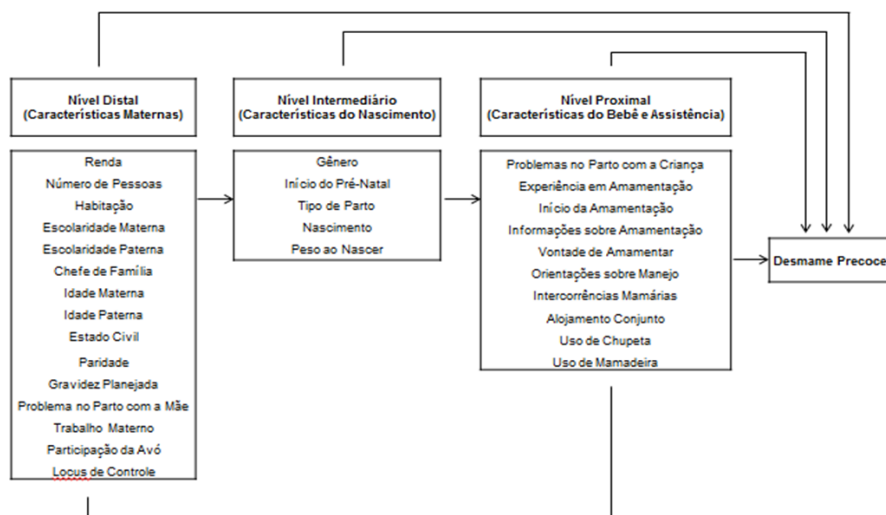 Nível Distal
(Características Maternas)
Renda
Número de Pessoas
Habitação
Escolaridade Materna
Escolaridade Paterna
Chefe de Família
Idade Materna
Idade Paterna
Estado Civil
Paridade
Gravidez Planejada
Problema no Parto com a Mãe
Trabalho Materno
Participação da Avó
Locus de Controle
Nível Intermediário
(Características do Nascimento)
Gênero
Início do Pré-Natal
Tipo de Parto
Nascimento
Peso ao Nascer
Nível Proximal
(Características do Bebê e Assistência)
Problemas no Parto com a Criança
Experiência em Amamentação
Início da Amamentação
Informações sobre Amamentação
Vontade de Amamentar
Orientações sobre Manejo
Intercorrências Mamárias
Alojamento Conjunto
Uso de Chupeta
Uso de Mamadeira
Desmame Precoce